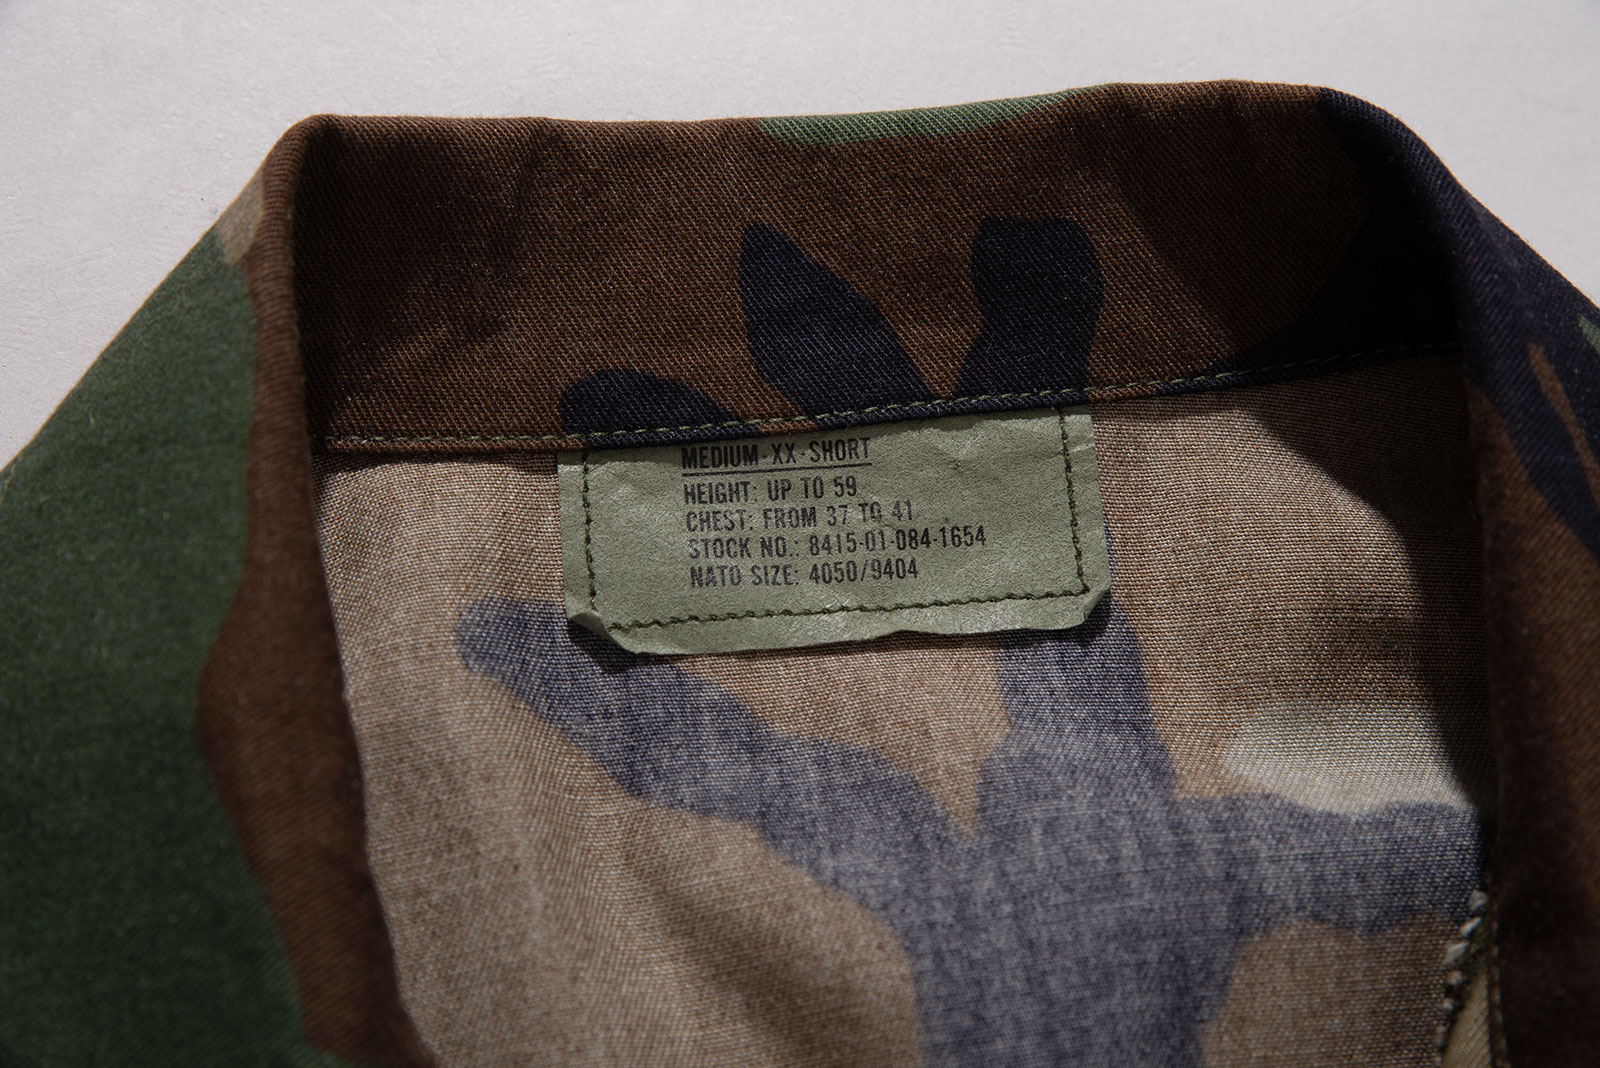 MEDIUM-XX-SHORT
HEIGHT: UP TO 59
CHEST: FROM 37 TO 41
STOCK NO.: 8415-01-084-1654
NATO SIZE: 4050/9404